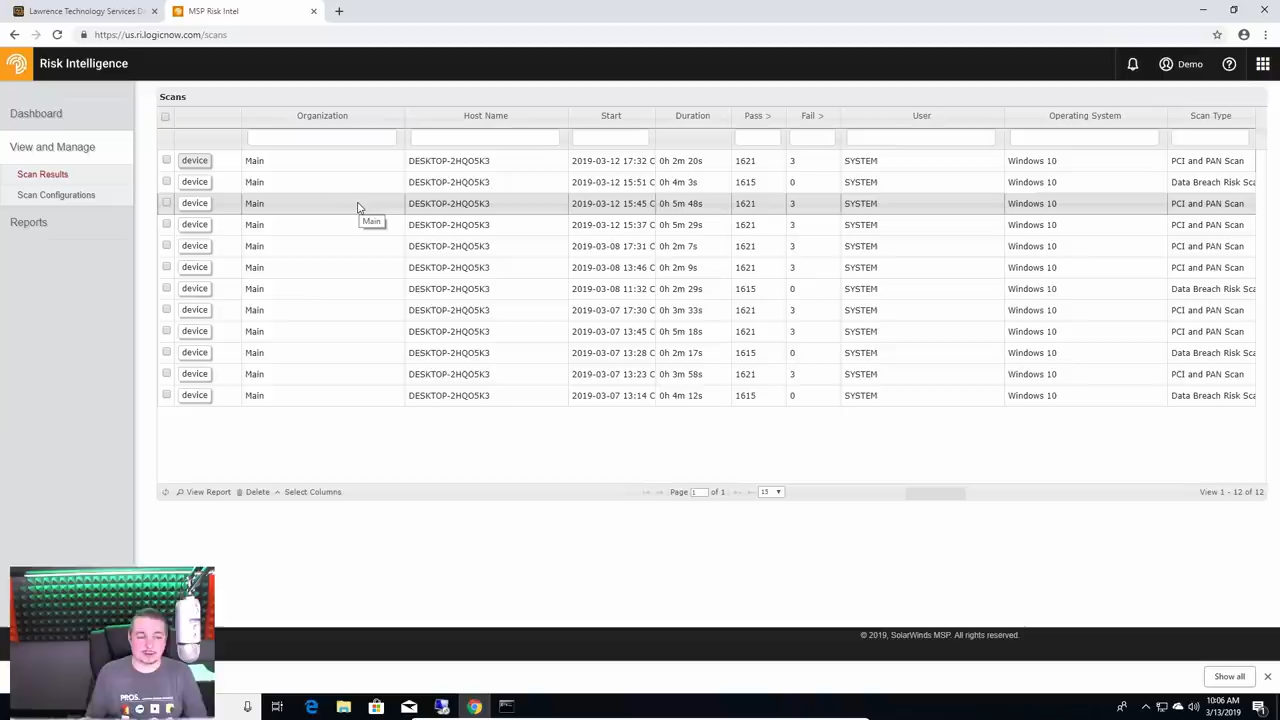 Lawrence Technology Services D
MSP Risk Intel
https://us.ri.logicnow.com/scans
Risk Intelligence
Demo
Dashboard
View and Manage
Scan Results
Scan Configurations
Reports
Scans
Organization Host Name Start Duration Pass > Fail > User Operating System Scan Type
device Main DESKTOP-2HQO5K3 2019-03-12 17:32 C 0h 2m 20s 1621 3 SYSTEM Windows 10 PCI and PAN Scan
device Main DESKTOP-2HQO5K3 2019-03-12 15:51 C 0h 4m 3s 1615 0 SYSTEM Windows 10 Data Breach Risk Sca
device Main DESKTOP-2HQO5K3 2019-03-12 15:45 C 0h 5m 48s 1621 3 SYSTEM Windows 10 PCI and PAN Scan
Main
device Main DESKTOP-2HQO5K3 2019-03-12 15:37 C 0h 5m 29s 1621 3 SYSTEM Windows 10 PCI and PAN Scan
device Main DESKTOP-2HQO5K3 2019-03-08 17:31 C 0h 2m 7s 1621 3 SYSTEM Windows 10 PCI and PAN Scan
device Main DESKTOP-2HQO5K3 2019-03-08 13:46 C 0h 2m 9s 1621 3 SYSTEM Windows 10 PCI and PAN Scan
device Main DESKTOP-2HQO5K3 2019-03-08 11:32 C 0h 2m 29s 1615 0 SYSTEM Windows 10 Data Breach Risk Sca
device Main DESKTOP-2HQO5K3 2019-03-07 17:30 C 0h 3m 33s 1621 3 SYSTEM Windows 10 PCI and PAN Scan
device Main DESKTOP-2HQO5K3 2019-03-07 13:45 C 0h 5m 18s 1621 3 SYSTEM Windows 10 PCI and PAN Scan
device Main DESKTOP-2HQO5K3 2019-03-07 13:28 C 0h 2m 17s 1615 0 SYSTEM Windows 10 Data Breach Risk Sca
device Main DESKTOP-2HQO5K3 2019-03-07 13:23 C 0h 3m 58s 1621 3 SYSTEM Windows 10 PCI and PAN Scan
device Main DESKTOP-2HQO5K3 2019-03-07 13:14 C 0h 4m 12s 1615 0 SYSTEM Windows 10 Data Breach Risk Sca
View Report Delete Select Columns Page 1 of 1 15 View 1 - 12 of 12
© 2019, SolarWinds MSP. All rights reserved.
Show all
PROS.
10:06 AM
3/13/2019